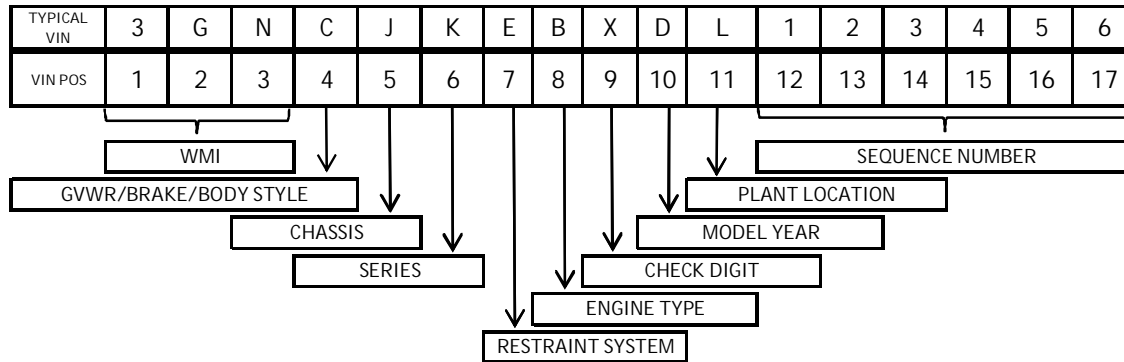 TYPICAL VIN 3 G N C J K E B X D L 1 2 3 4 5 6
VIN POS 1 2 3 4 5 6 7 8 9 10 11 12 13 14 15 16 17
WMI SEQUENCE NUMBER
GVWR/BRAKE/BODY STYLE PLANT LOCATION
CHASSIS MODEL YEAR
SERIES CHECK DIGIT
ENGINE TYPE
RESTRAINT SYSTEM